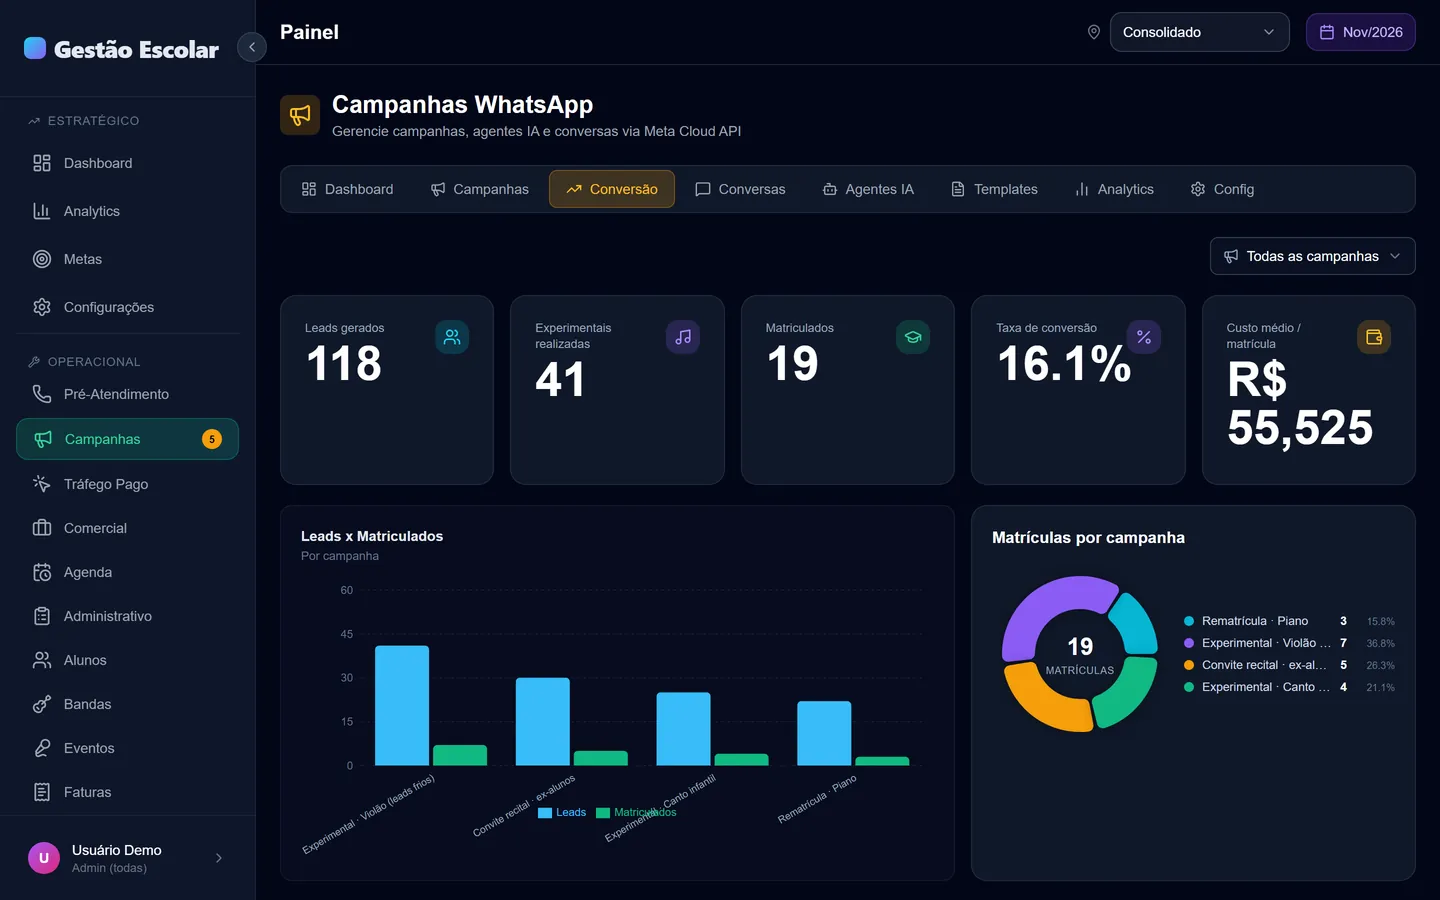 Gestão Escolar
Painel
Consolidado
Nov/2026
ESTRATÉGICO
Dashboard
Analytics
Metas
Configurações
OPERACIONAL
Pré-Atendimento
Campanhas
5
Tráfego Pago
Comercial
Agenda
Administrativo
Alunos
Bandas
Eventos
Faturas
U
Usuário Demo
Admin (todas)
Campanhas WhatsApp
Gerencie campanhas, agentes IA e conversas via Meta Cloud API
Dashboard
Campanhas
Conversão
Conversas
Agentes IA
Templates
Analytics
Config
Todas as campanhas
Leads gerados
118
Experimentais
realizadas
41
Matriculados
19
Taxa de conversão
16.1%
Custo médio /
matrícula
R$
55,525
Leads x Matriculados
Por campanha
60
45
30
15
0
Experimental · Violão (leads frios)
Convite recital · ex-alunos
Experimental · Canto infantil
Rematrícula · Piano
Leads
Matriculados
Matrículas por campanha
19
MATRÍCULAS
Rematrícula · Piano 3 15.8%
Experimental · Violão ... 7 36.8%
Convite recital · ex-al... 5 26.3%
Experimental · Canto ... 4 21.1%